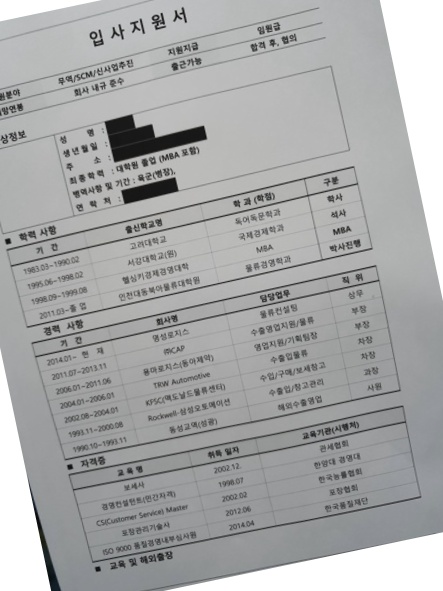 입사지원서
지원분야 무역/SCM/신사업추진 지원직급 임원급
희망연봉 회사 내규 준수 출근가능 합격 후, 협의
인상정보
성 명 :
생년월일 :
주 소 :
최종학력 : 대학원 졸업 (MBA 포함)
병역사항 및 기간 : 육군(병장),
연 락 처 :
■ 학력 사항
기 간 출신학교명 학 과 (학점) 구분
1983.03~1990.02 고려대학교 독어독문학과 학사
1995.06~1998.02 서강대학교(원) 국제경제학과 석사
1998.09~1999.08 헬싱키경제경영대학 MBA MBA
2011.03~졸 업 인천대동북아물류대학원 물류경영학과 박사진행
경력 사항
기 간 회사명 담당업무 직 위
2014.01~ 현 재 영성로지스 물류컨설팅 상무
2011.07~2013.11 ㈜CAP 수출영업지원/물류 부장
2006.01~2011.06 용마로지스(동아제약) 영업지원/기획팀장 부장
2004.01~2006.01 TRW Automotive 수출입물류 차장
2002.08~2004.01 KFSC(맥도날드물류센타) 수입/구매/보세창고 차장
1993.11~2000.08 Rockwell-삼성오토메이션 수출입/창고관리 과장
1990.10~1993.11 동성교역(성광) 해외수출영업 사원
■ 자격증
교 육 명 취득 일자 교육기관(시행처)
보세사 2002.12. 관세협회
경영컨설턴트(민간자격) 1998.07 한양대 경영대
CS(Customer Service) Master 2002.02 한국능률협회
포장관리기술사 2012.06 포장협회
ISO 9000 품질경영내부심사원 2014.04 한국품질재단
■ 교육 및 해외출장